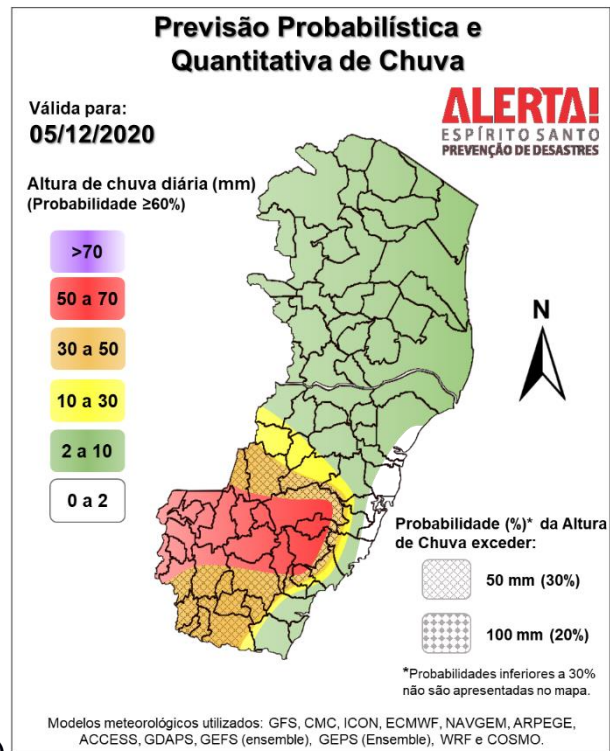 Previsão Probabilística e
Quantitativa de Chuva
Válida para:
05/12/2020
ALERTA!
ESPÍRITO SANTO
PREVENÇÃO DE DESASTRES
Altura de chuva diária (mm)
(Probabilidade ≥60%)
>70
50 a 70
30 a 50
10 a 30
2 a 10
0 a 2
N
Probabilidade (%)* da Altura
de Chuva exceder:
50 mm (30%)
100 mm (20%)
*Probabilidades inferiores a 30%
não são apresentadas no mapa.
Modelos meteorológicos utilizados: GFS, CMC, ICON, ECMWF, NAVGEM, ARPEGE,
ACCESS, GDAPS, GEFS (ensemble), GEPS (Ensemble), WRF e COSMO.
)